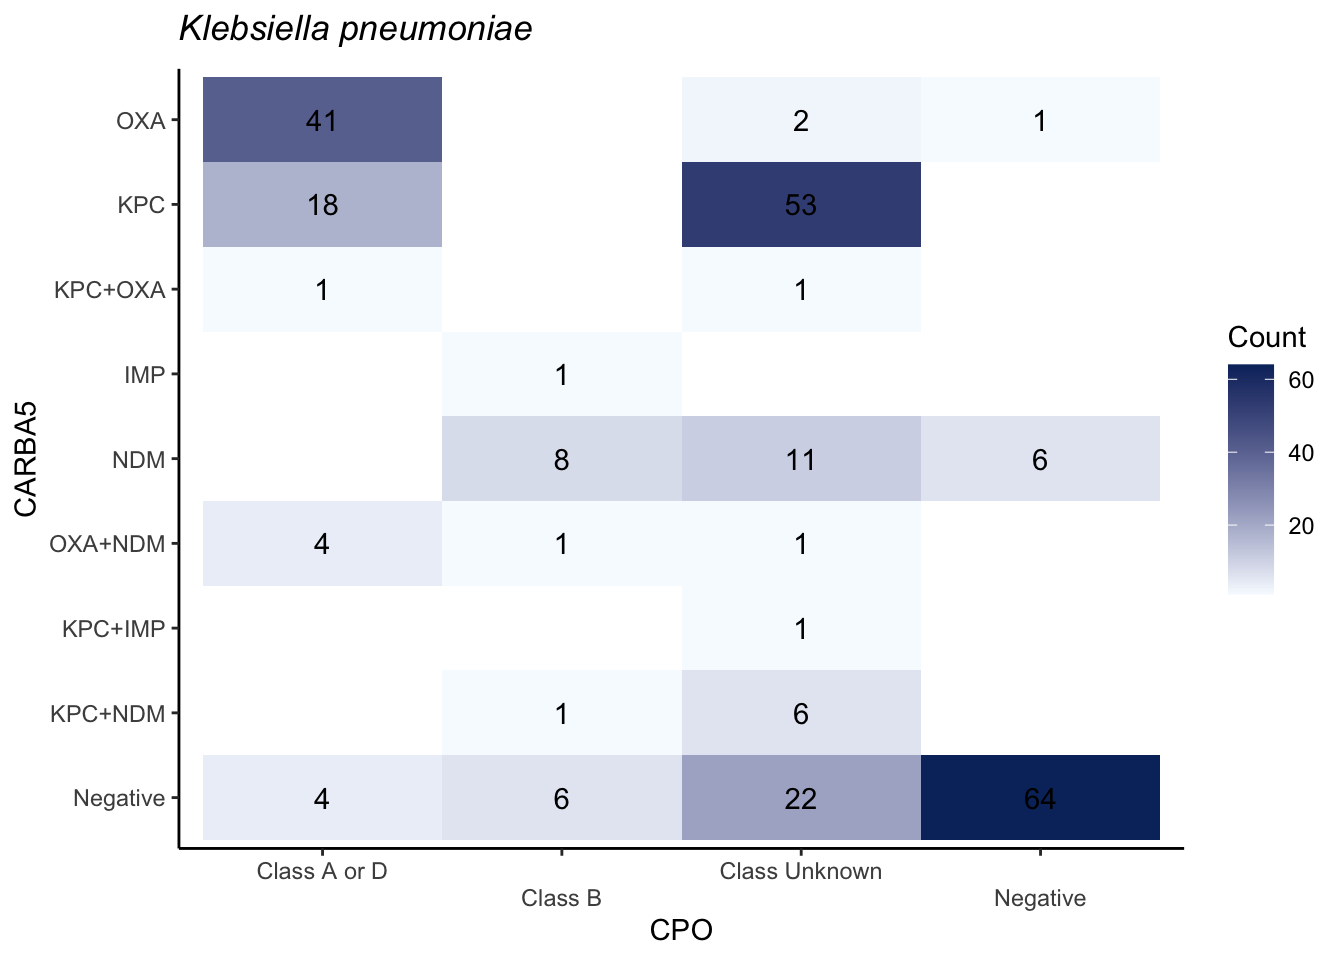 Klebsiella pneumoniae
OXA 41 2 1
KPC 18 53
KPC+OXA 1 1
IMP 1
NDM 8 11 6
OXA+NDM 4 1 1
KPC+IMP 1
KPC+NDM 1 6
Negative 4 6 22 64
CARBA5
Class A or D Class Unknown
Class B Negative
CPO
Count
60
40
20